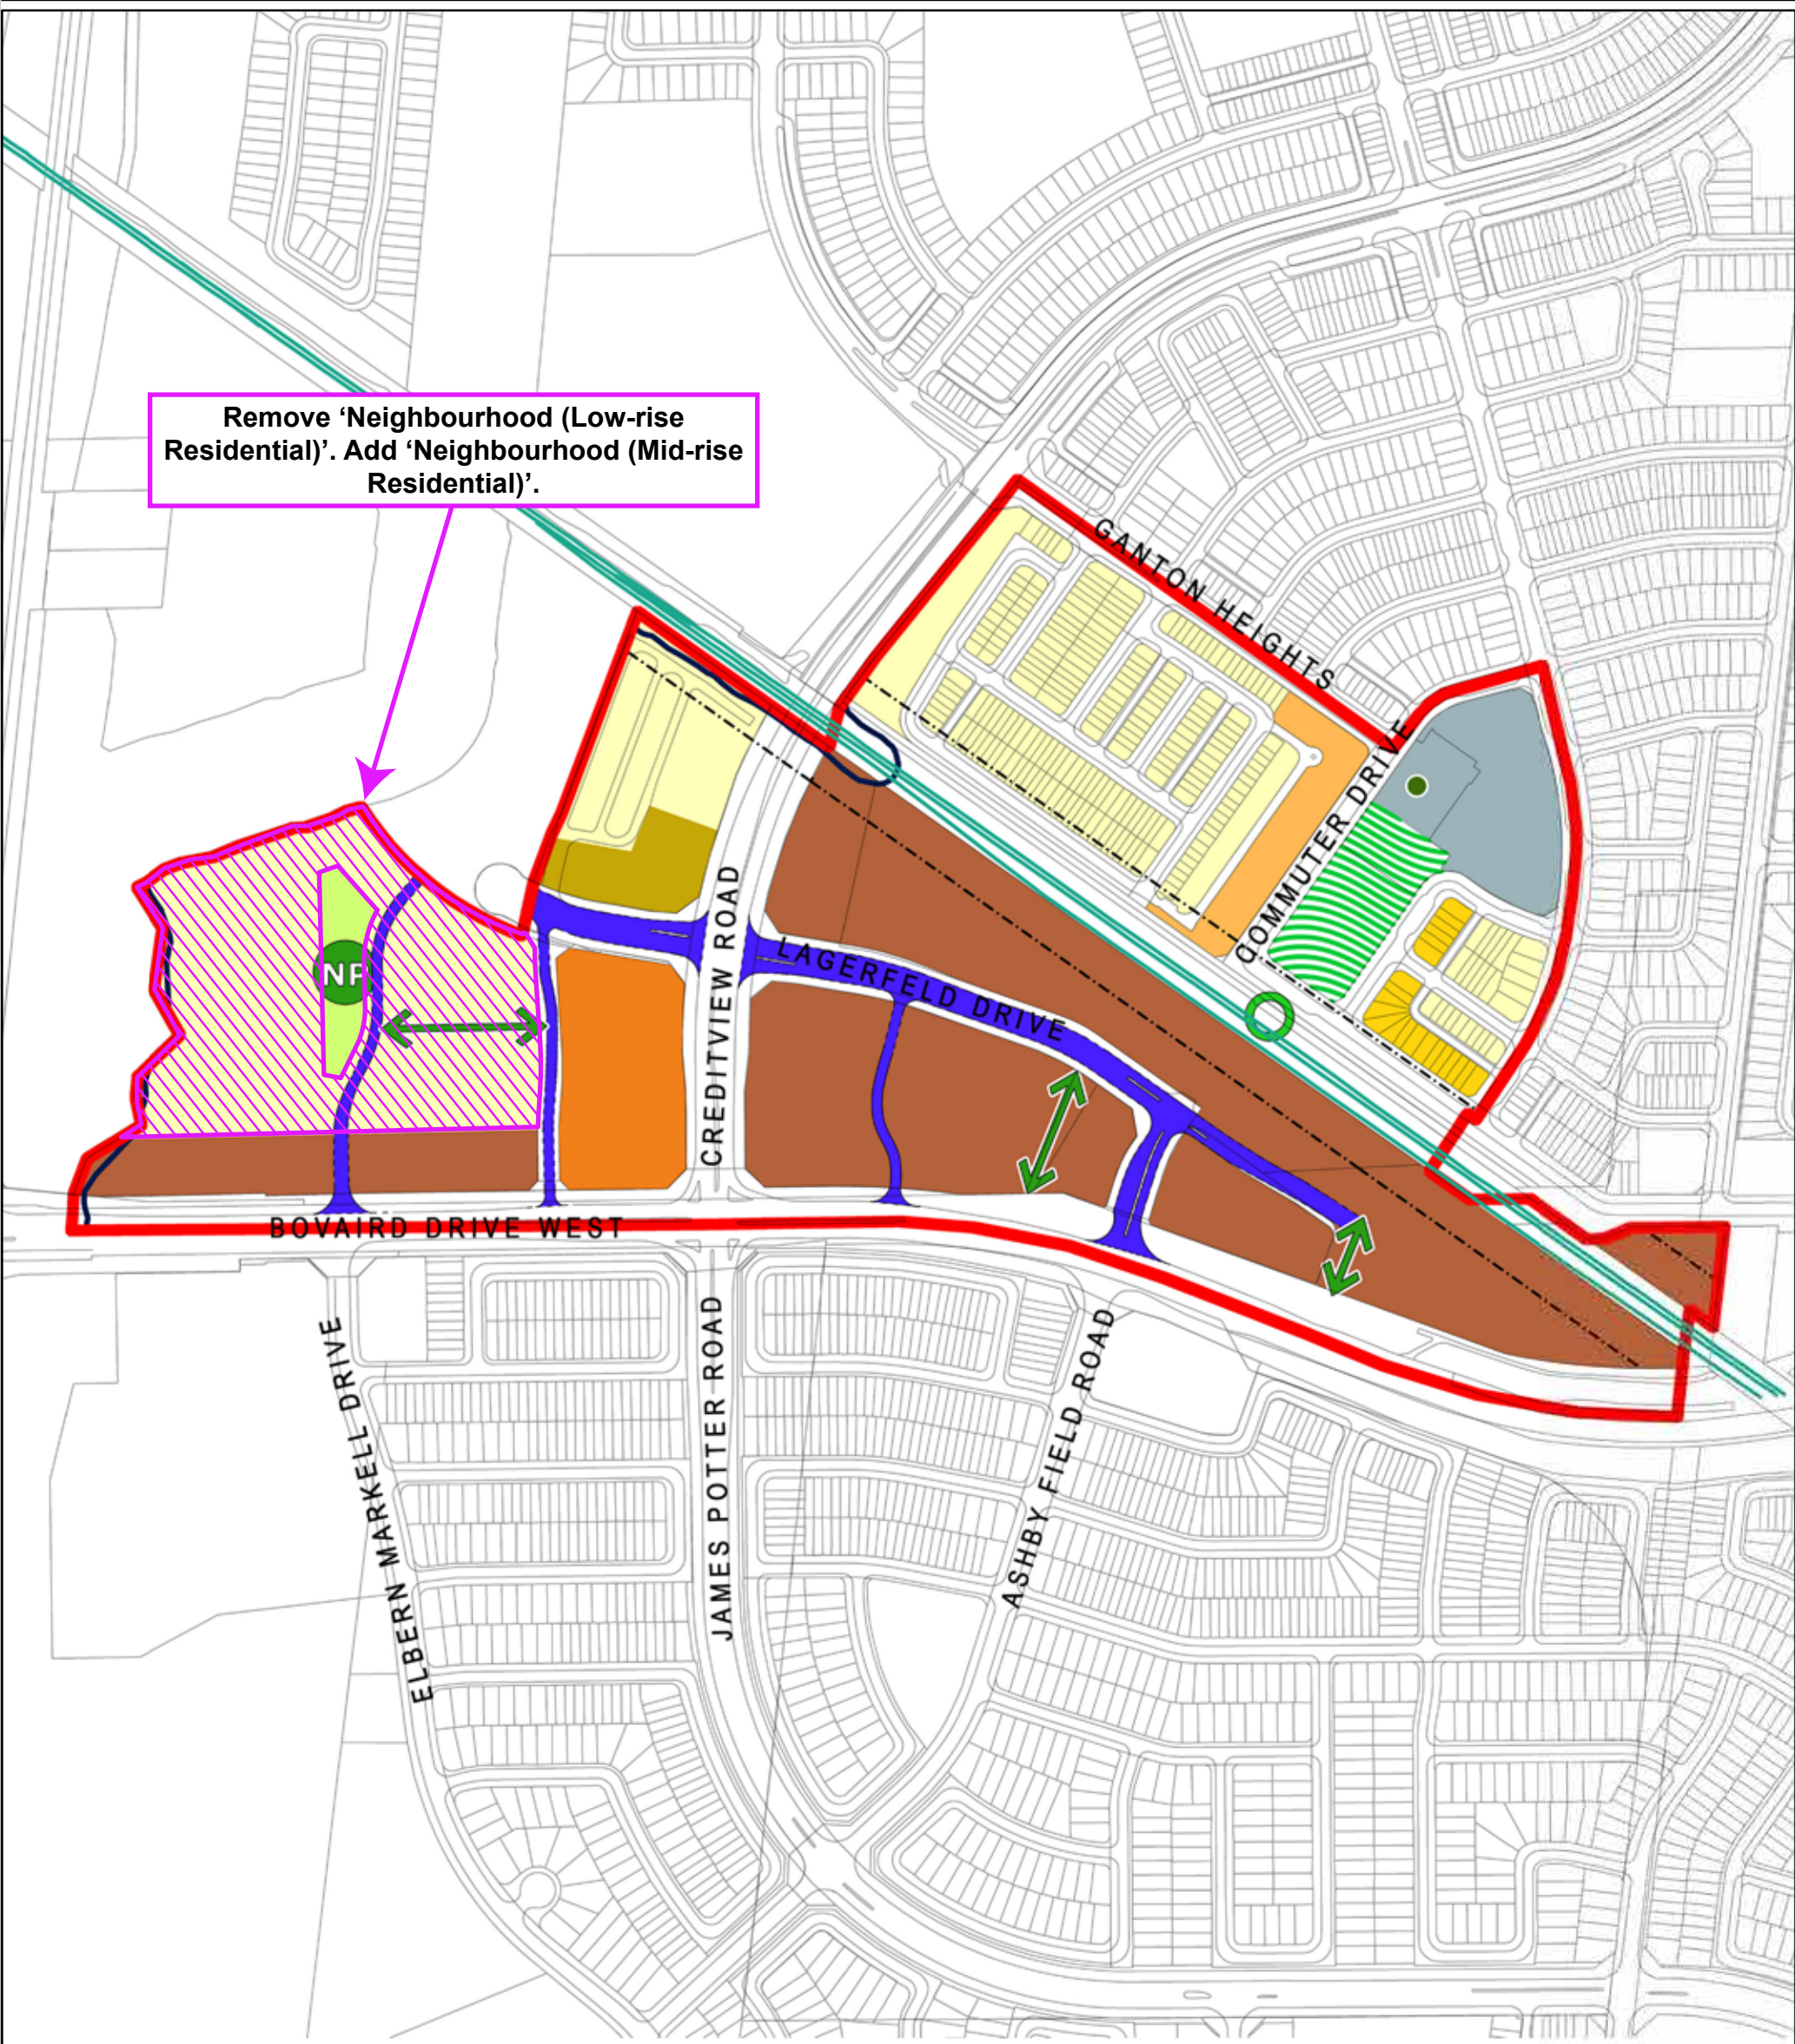 Remove ‘Neighbourhood (Low-rise
Residential)’. Add ‘Neighbourhood (Mid-rise
Residential)’.
GANTON HEIGHTS
COMMUTER DRIVE
CREDITVIEW ROAD
LAGERFELD DRIVE
NP
BOVAIRD DRIVE WEST
ELBERN MARKELL DRIVE
JAMES POTTER ROAD
ASHBY FIELD ROAD